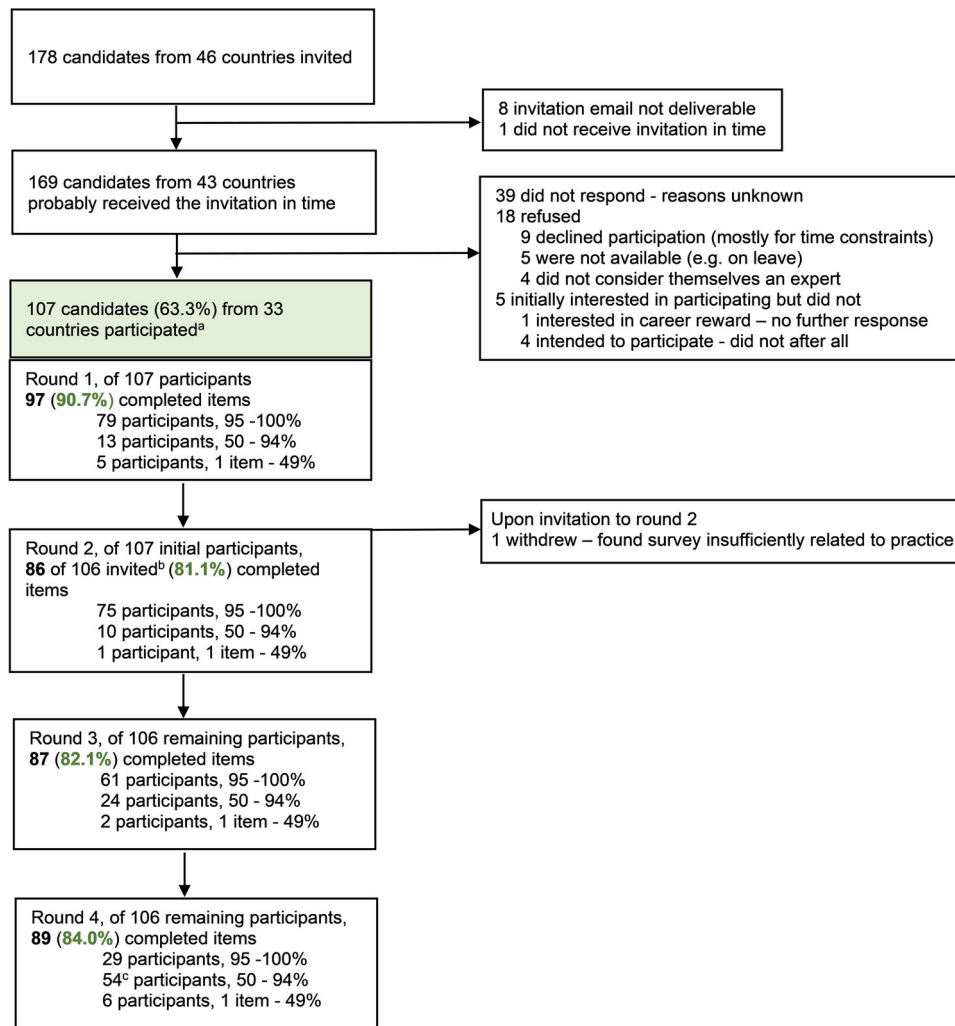 178 candidates from 46 countries invited
8 invitation email not deliverable
1 did not receive invitation in time
169 candidates from 43 countries
probably received the invitation in time
39 did not respond - reasons unknown
18 refused
9 declined participation (mostly for time constraints)
5 were not available (e.g. on leave)
4 did not consider themselves an expert
5 initially interested in participating but did not
1 interested in career reward – no further response
4 intended to participate - did not after all
107 candidates (63.3%) from 33
countries participatedᵃ
Round 1, of 107 participants
97 (90.7%) completed items
79 participants, 95 -100%
13 participants, 50 - 94%
5 participants, 1 item - 49%
Upon invitation to round 2
1 withdrew – found survey insufficiently related to practice
Round 2, of 107 initial participants,
86 of 106 invitedᵇ (81.1%) completed
items
75 participants, 95 -100%
10 participants, 50 - 94%
1 participant, 1 item - 49%
Round 3, of 106 remaining participants,
87 (82.1%) completed items
61 participants, 95 -100%
24 participants, 50 - 94%
2 participants, 1 item - 49%
Round 4, of 106 remaining participants,
89 (84.0%) completed items
29 participants, 95 -100%
54ᶜ participants, 50 - 94%
6 participants, 1 item - 49%